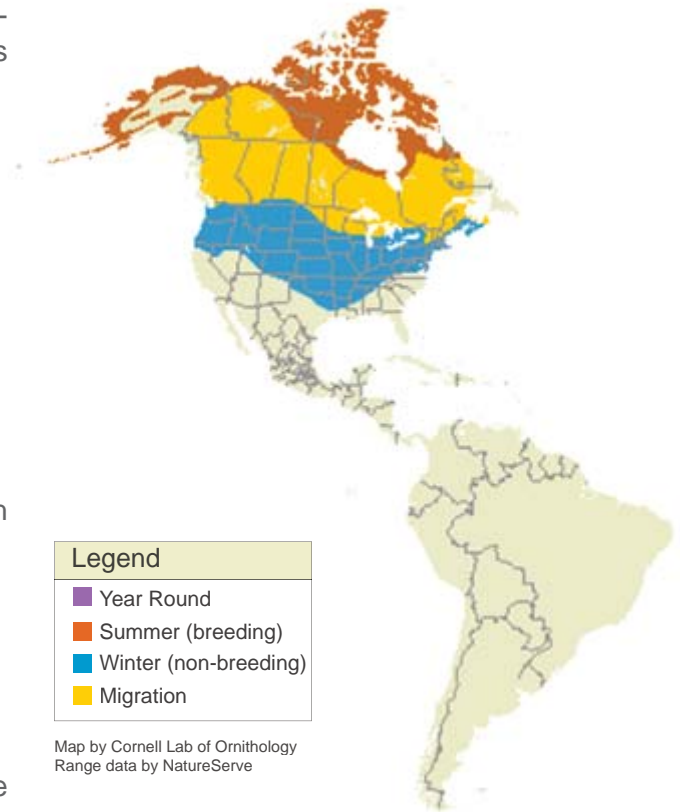 -
s
n
Legend
Year Round
Summer (breeding)
Winter (non-breeding)
Migration
Map by Cornell Lab of Ornithology
Range data by NatureServe
e